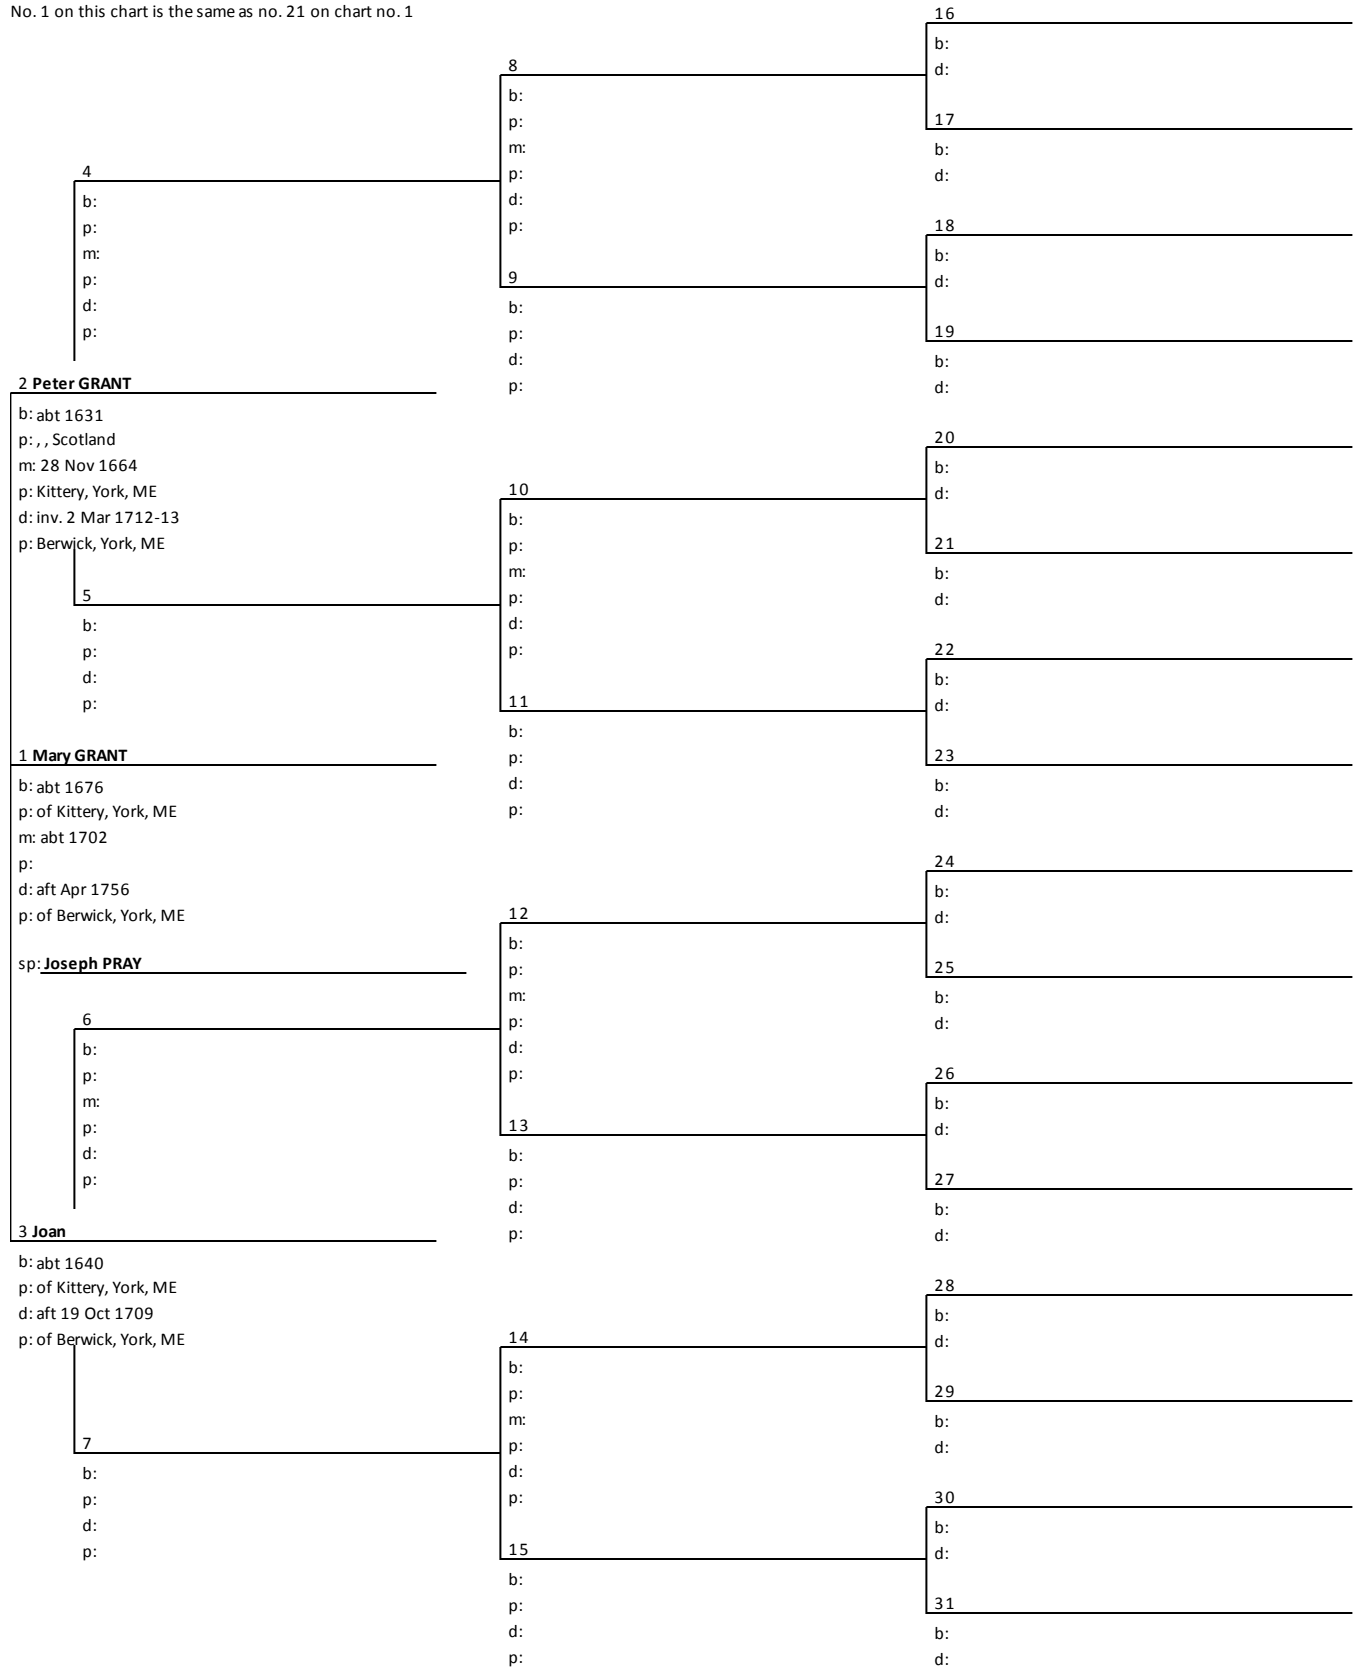 No. 1 on this chart is the same as no. 21 on chart no. 1
4
b:
p:
m:
p:
d:
p:
2 Peter GRANT
b: abt 1631
p: , , Scotland
m: 28 Nov 1664
p: Kittery, York, ME
d: inv. 2 Mar 1712-13
p: Berwick, York, ME
5
b:
p:
d:
p:
1 Mary GRANT
b: abt 1676
p: of Kittery, York, ME
m: abt 1702
p:
d: aft Apr 1756
p: of Berwick, York, ME
sp: Joseph PRAY
6
b:
p:
m:
p:
d:
p:
3 Joan
b: abt 1640
p: of Kittery, York, ME
d: aft 19 Oct 1709
p: of Berwick, York, ME
7
b:
p:
d:
p:
8
b:
p:
m:
p:
d:
p:
9
b:
p:
d:
p:
10
b:
p:
m:
p:
d:
p:
11
b:
p:
d:
p:
12
b:
p:
m:
p:
d:
p:
13
b:
p:
d:
p:
14
b:
p:
m:
p:
d:
p:
15
b:
p:
d:
p:
16
b:
d:
17
b:
d:
18
b:
d:
19
b:
d:
20
b:
d:
21
b:
d:
22
b:
d:
23
b:
d:
24
b:
d:
25
b:
d:
26
b:
d:
27
b:
d:
28
b:
d:
29
b:
d:
30
b:
d:
31
b:
d: